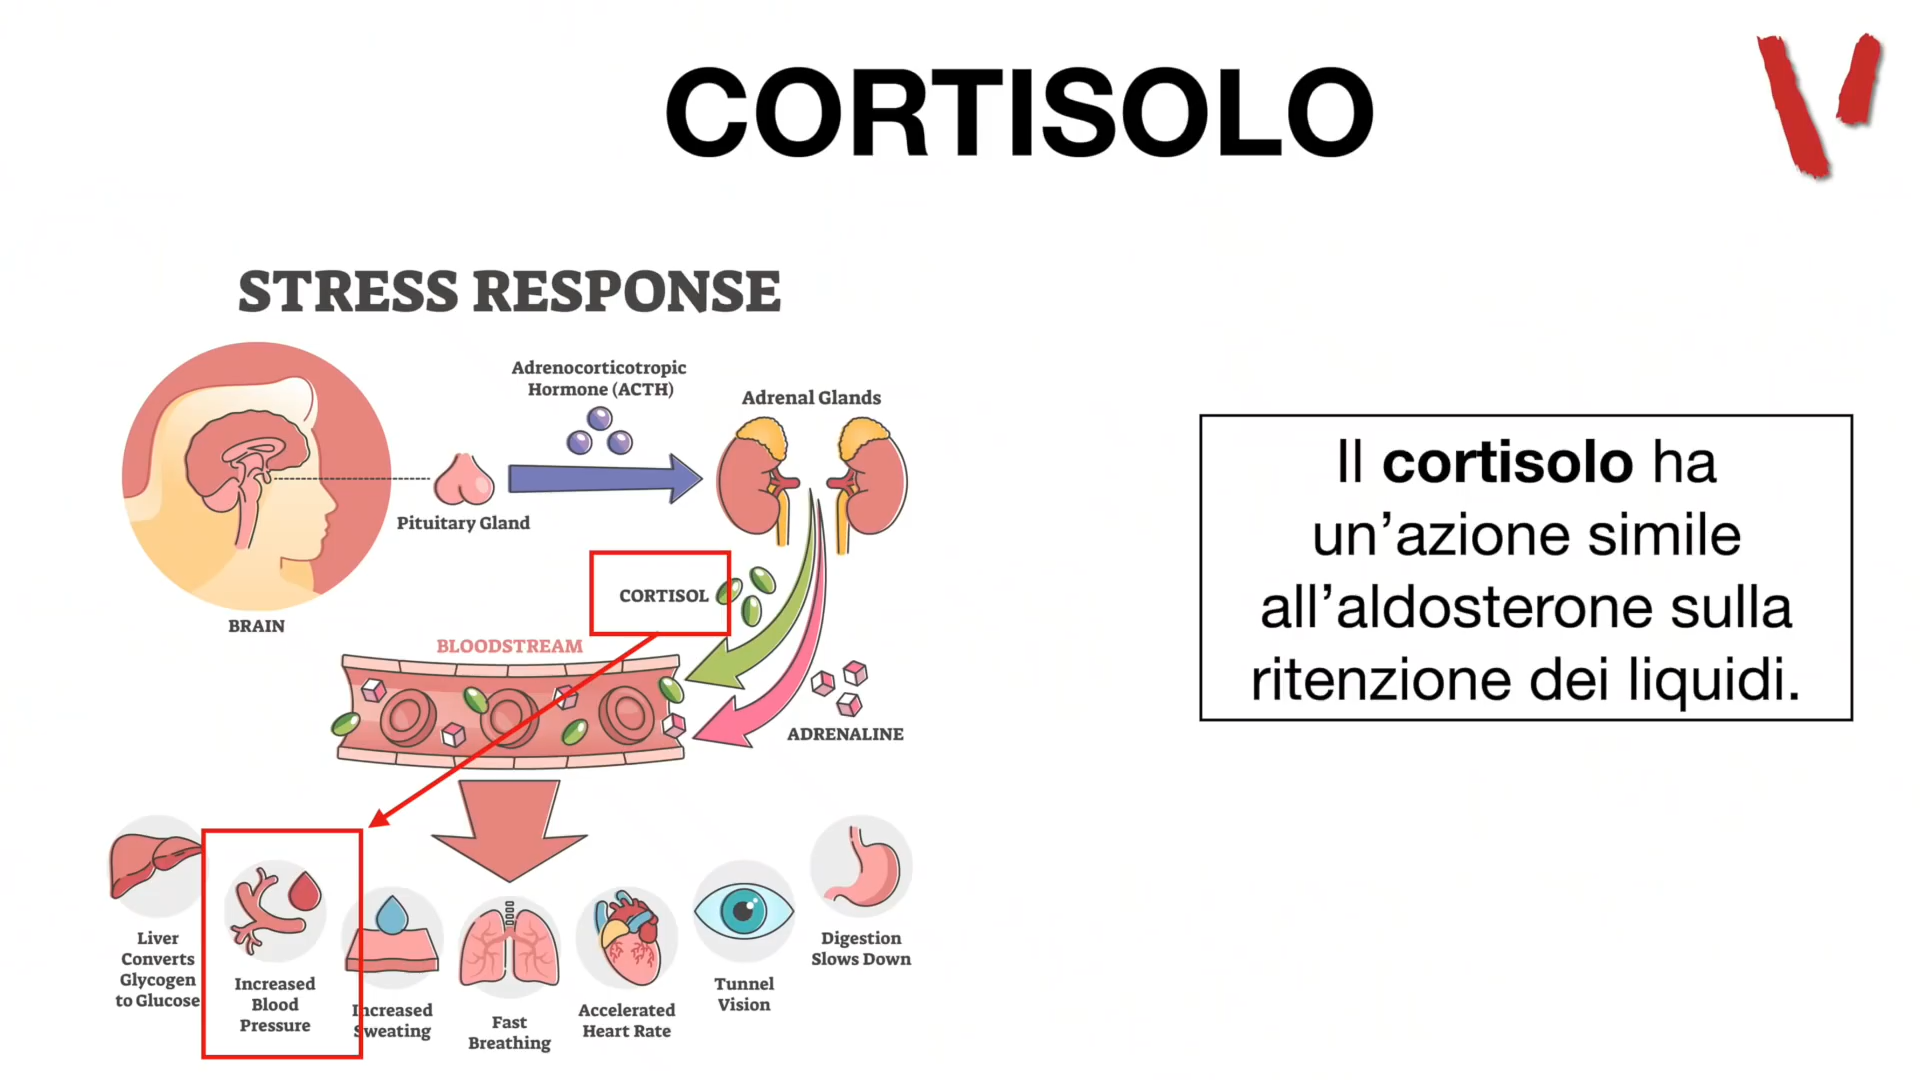 CORTISOLO
STRESS RESPONSE
Adrenocorticotropic
Hormone (ACTH)
Adrenal Glands
Pituitary Gland
BRAIN
CORTISOL
BLOODSTREAM
ADRENALINE
Liver
Converts
Glycogen
to Glucose
Increased
Blood
Pressure
Increased
Sweating
Fast
Breathing
Accelerated
Heart Rate
Tunnel
Vision
Digestion
Slows Down
Il cortisolo ha
un’azione simile
all’aldosterone sulla
ritenzione dei liquidi.